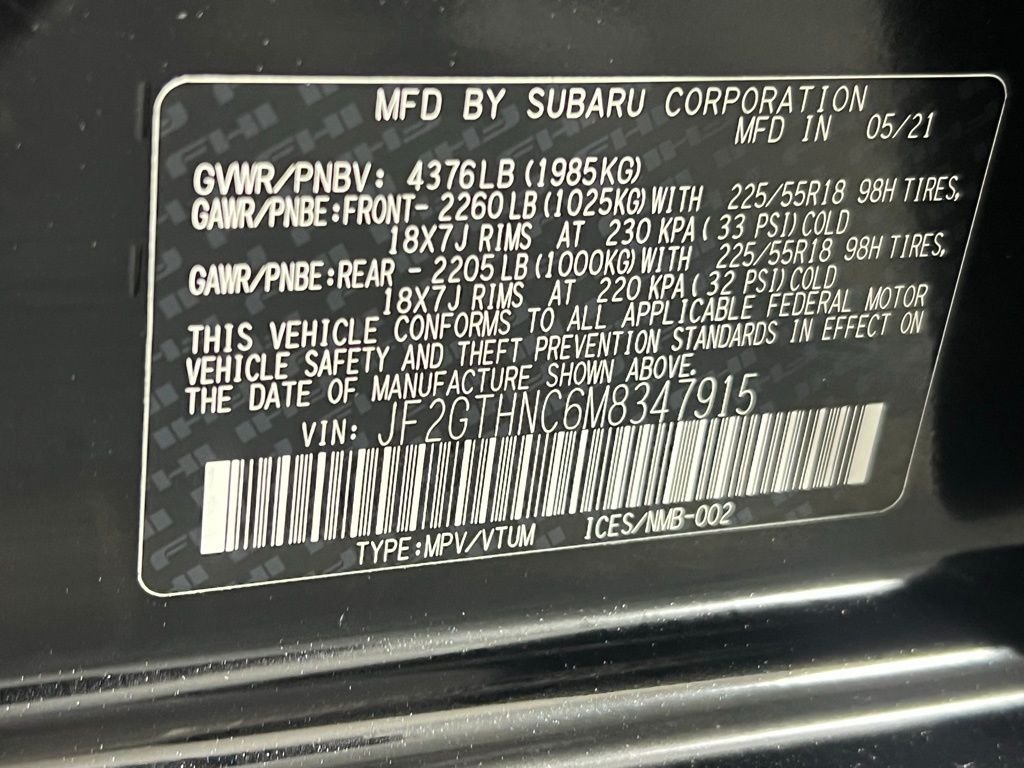 MFD BY SUBARU CORPORATION
MFD IN 05/21
GVWR/PNBV: 4376LB (1985KG)
GAWR/PNBE:FRONT- 2260LB (1025KG) WITH 225/55R18 98H TIRES,
18X7J RIMS AT 230 KPA( 33 PSI) COLD
GAWR/PNBE:REAR - 2205LB (1000KG) WITH 225/55R18 98H TIRES,
18X7J RIMS AT 220 KPA( 32 PSI) COLD
THIS VEHICLE CONFORMS TO ALL APPLICABLE FEDERAL MOTOR
VEHICLE SAFETY AND THEFT PREVENTION STANDARDS IN EFFECT ON
THE DATE OF MANUFACTURE SHOWN ABOVE.
VIN: JF2GTHNC6M8347915
TYPE:MPV/VTUM ICES/NMB-002